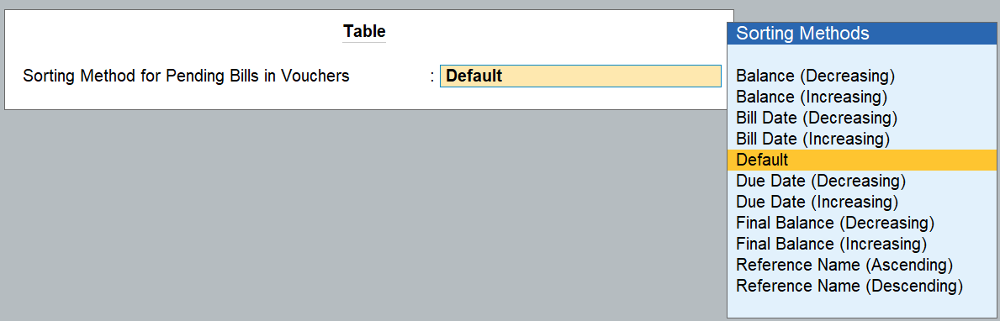 Table
Sorting Method for Pending Bills in Vouchers : Default
Sorting Methods
Balance (Decreasing)
Balance (Increasing)
Bill Date (Decreasing)
Bill Date (Increasing)
Default
Due Date (Decreasing)
Due Date (Increasing)
Final Balance (Decreasing)
Final Balance (Increasing)
Reference Name (Ascending)
Reference Name (Descending)